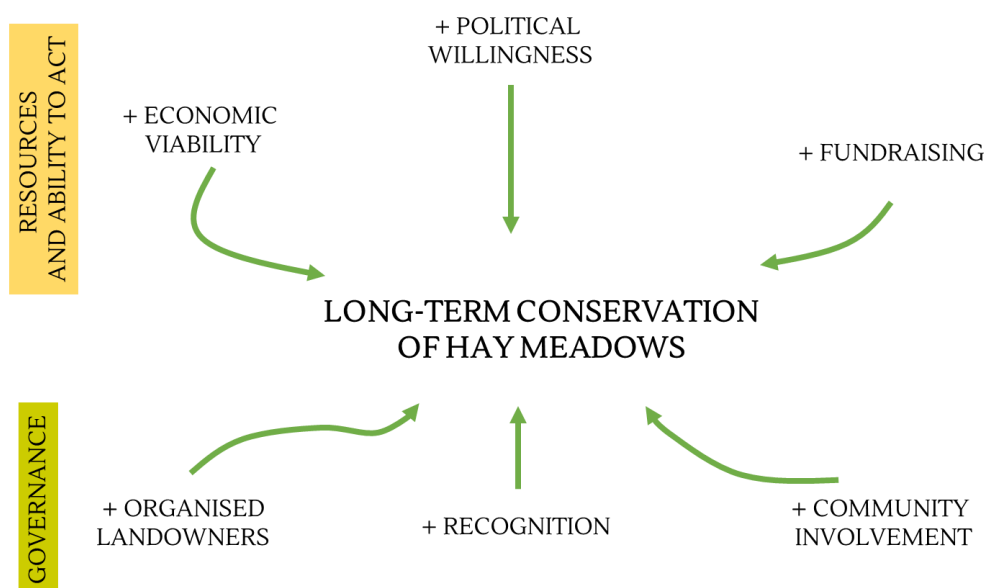 RESOURCES
AND ABILITY TO ACT
+ POLITICAL
WILLINGNESS
+ ECONOMIC
VIABILITY
+ FUNDRAISING
LONG-TERM CONSERVATION
OF HAY MEADOWS
GOVERNANCE
+ ORGANISED
LANDOWNERS
+ RECOGNITION
+ COMMUNITY
INVOLVEMENT